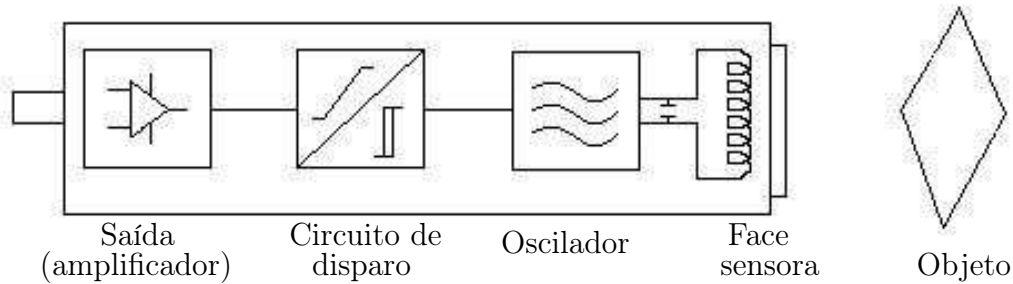 Saída
(amplificador)
Circuito de
disparo
Oscilador
Face
sensora
Objeto